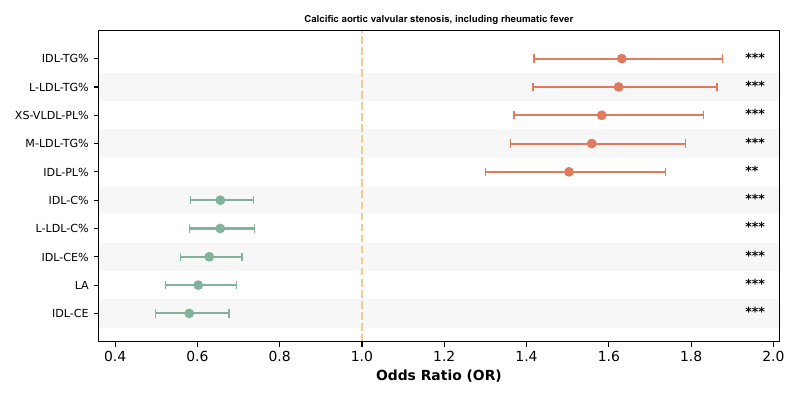 Calcific aortic valvular stenosis, including rheumatic fever
IDL-TG% ***
L-LDL-TG% ***
XS-VLDL-PL% ***
M-LDL-TG% ***
IDL-PL% **
IDL-C% ***
L-LDL-C% ***
IDL-CE% ***
LA ***
IDL-CE ***
0.4 0.6 0.8 1.0 1.2 1.4 1.6 1.8 2.0
Odds Ratio (OR)